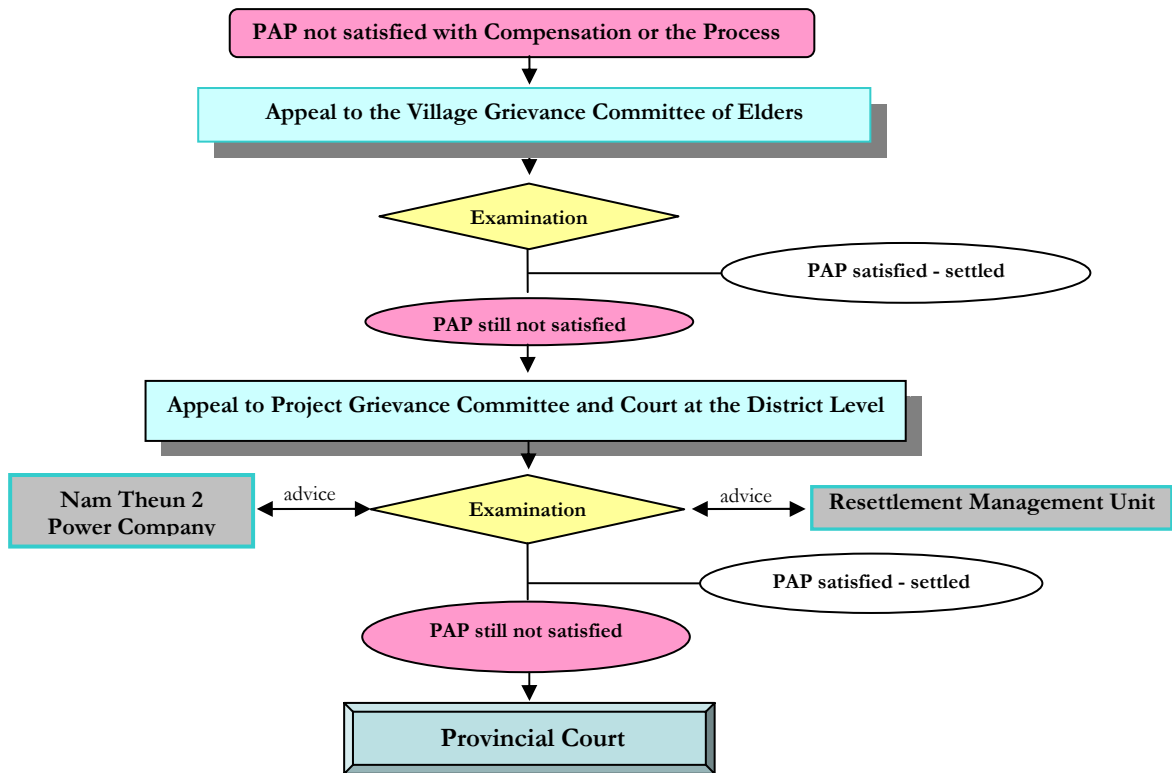 PAP not satisfied with Compensation or the Process
Appeal to the Village Grievance Committee of Elders
Examination
PAP satisfied - settled
PAP still not satisfied
Appeal to Project Grievance Committee and Court at the District Level
Nam Theun 2
Power Company
advice
Examination
advice
Resettlement Management Unit
PAP satisfied - settled
PAP still not satisfied
Provincial Court